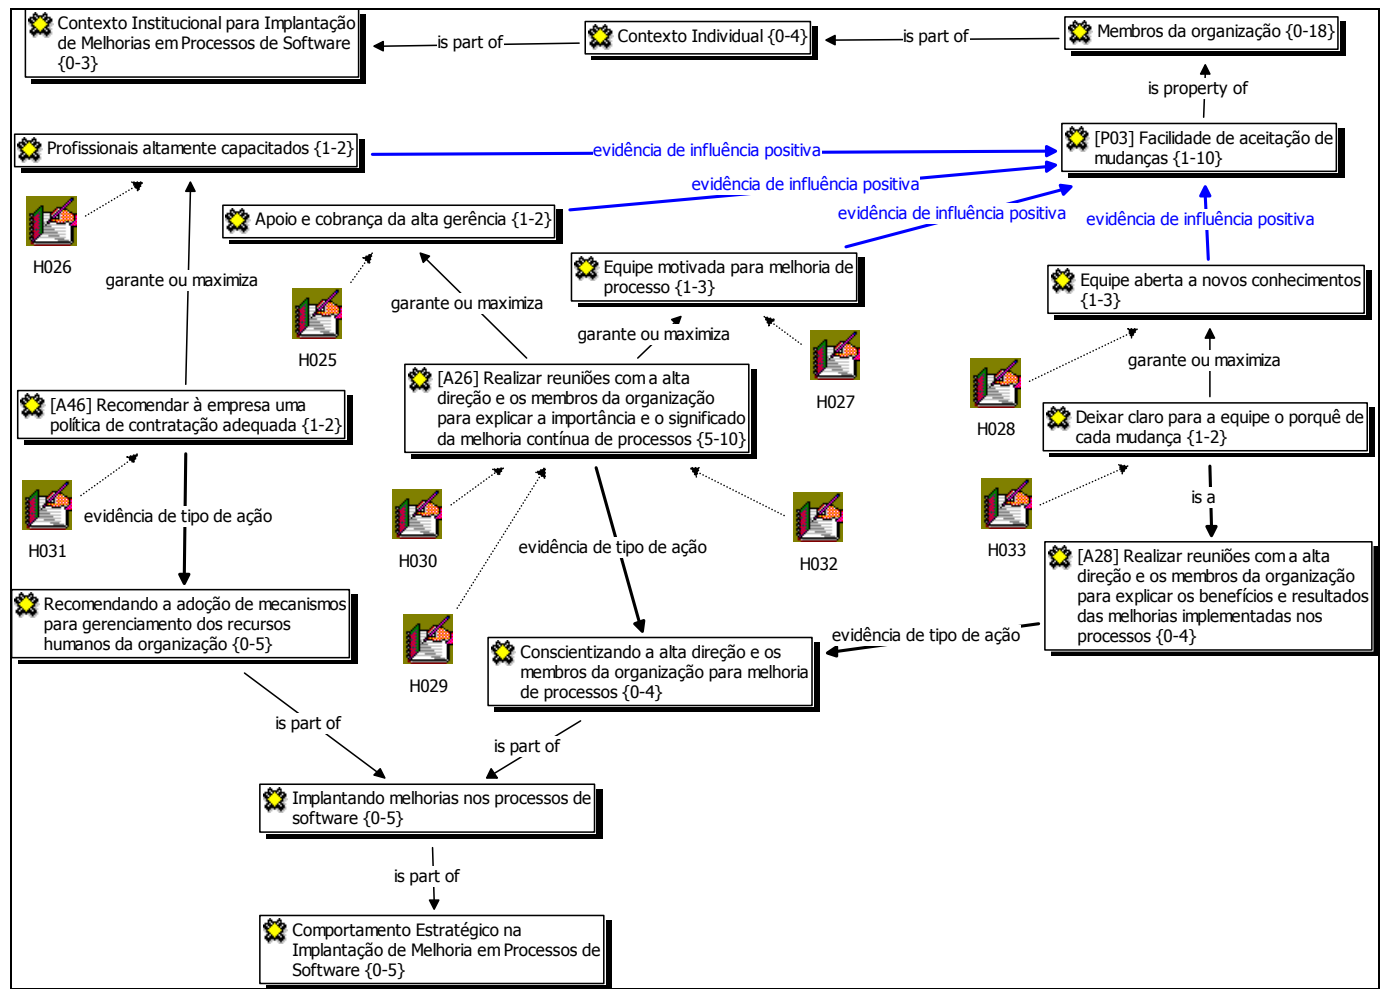 Contexto Institucional para Implantação
de Melhorias em Processos de Software
{0-3}
is part of
Contexto Individual {0-4}
is part of
Membros da organização {0-18}
is property of
Profissionais altamente capacitados {1-2}
evidência de influência positiva
[P03] Facilidade de aceitação de
mudanças {1-10}
evidência de influência positiva
evidência de influência positiva
evidência de influência positiva
H026
Apoio e cobrança da alta gerência {1-2}
garante ou maximiza
H025
garante ou maximiza
Equipe motivada para melhoria de
processo {1-3}
garante ou maximiza
H027
Equipe aberta a novos conhecimentos
{1-3}
garante ou maximiza
H028
[A46] Recomendar à empresa uma
política de contratação adequada {1-2}
[A26] Realizar reuniões com a alta
direção e os membros da organização
para explicar a importância e o significado
da melhoria contínua de processos {5-10}
Deixar claro para a equipe o porquê de
cada mudança {1-2}
H031
evidência de tipo de ação
H030
evidência de tipo de ação
H032
H033
is a
Recomendando a adoção de mecanismos
para gerenciamento dos recursos
humanos da organização {0-5}
H029
Conscientizando a alta direção e os
membros da organização para melhoria
de processos {0-4}
evidência de tipo de ação
[A28] Realizar reuniões com a alta
direção e os membros da organização
para explicar os benefícios e resultados
das melhorias implementadas nos
processos {0-4}
is part of
is part of
Implantando melhorias nos processos de
software {0-5}
is part of
Comportamento Estratégico na
Implantação de Melhoria em Processos de
Software {0-5}